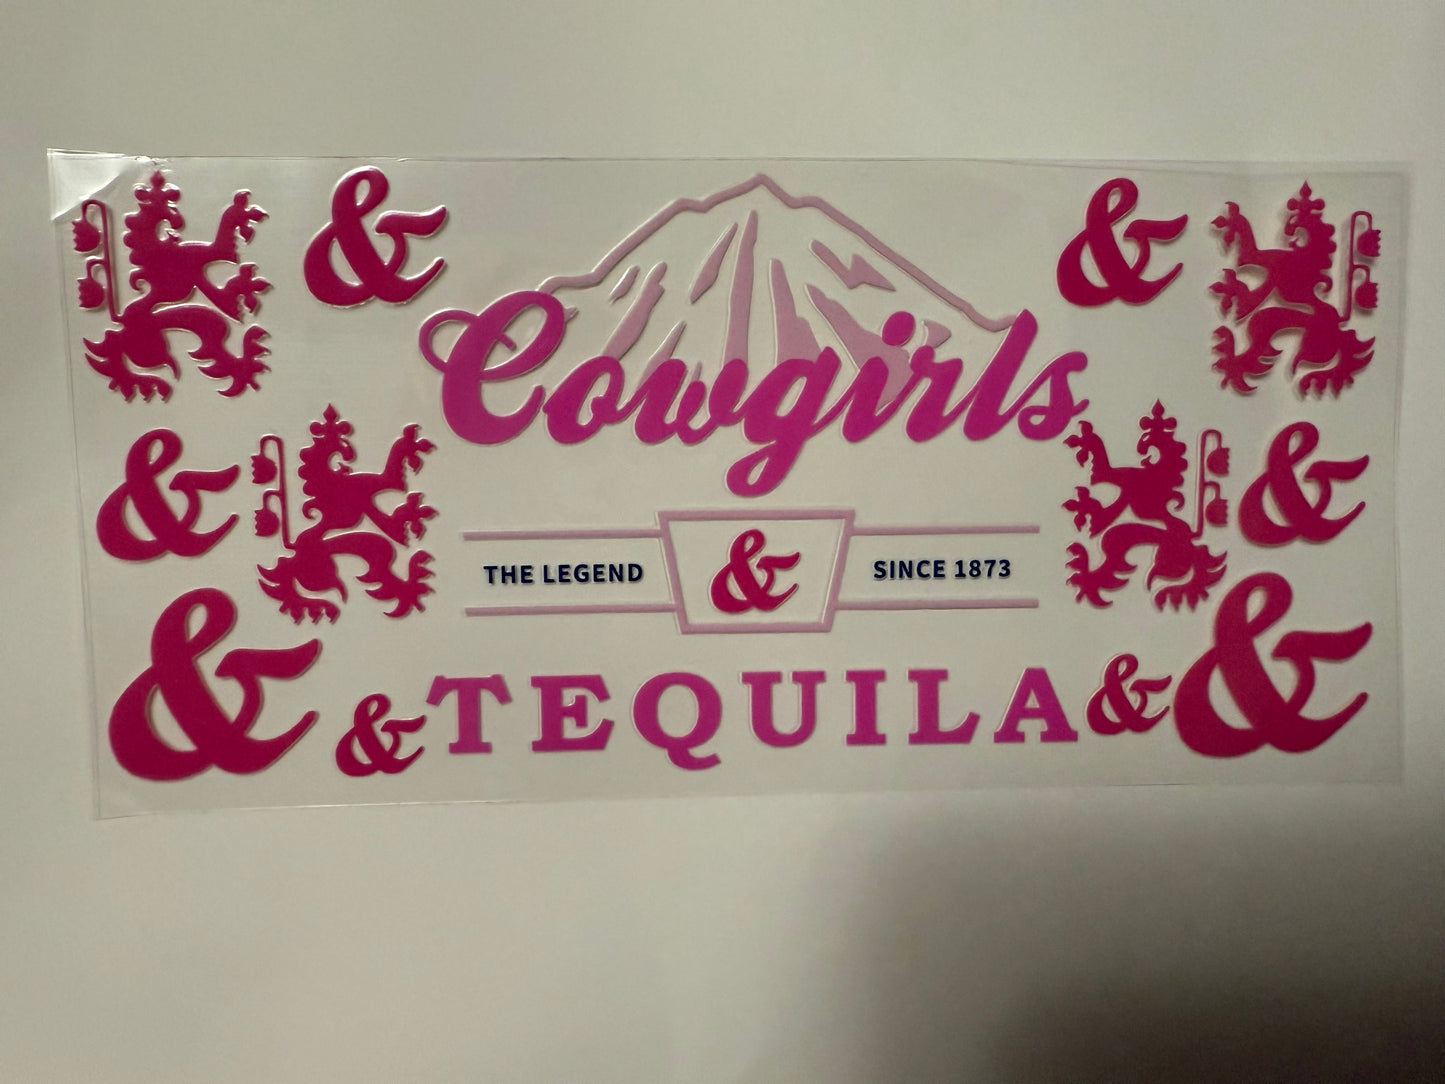 & &
Cowgirls
& &
THE LEGEND & SINCE 1873
& &
& TEQUILA &